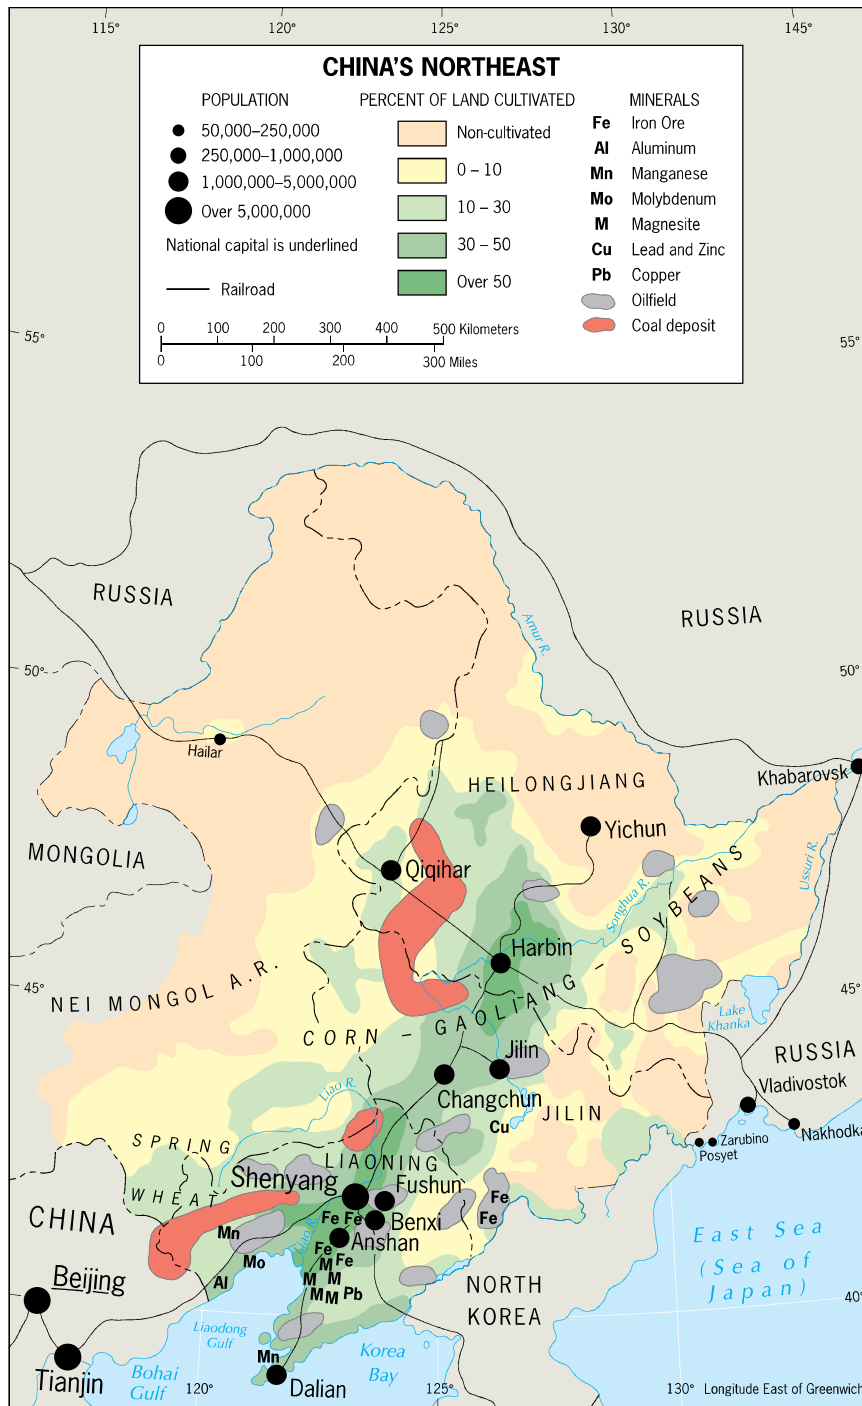 115°
120°
125°
130°
145°
CHINA'S NORTHEAST
POPULATION
50,000–250,000
250,000–1,000,000
1,000,000–5,000,000
Over 5,000,000
National capital is underlined
Railroad
0 100 200 300 400 500 Kilometers
0 100 200 300 Miles
PERCENT OF LAND CULTIVATED
Non-cultivated
0 – 10
10 – 30
30 – 50
Over 50
MINERALS
Fe Iron Ore
Al Aluminum
Mn Manganese
Mo Molybdenum
M Magnesite
Cu Lead and Zinc
Pb Copper
Oilfield
Coal deposit
55°
55°
RUSSIA
RUSSIA
Amur R.
50°
50°
Hailar
HEILONGJIANG
Khabarovsk
Yichun
MONGOLIA
Qiqihar
Ussuri R.
Songhua R.
Harbin
CORN – GAOLIANG – SOYBEANS
NEI MONGOL A.R.
45°
45°
Lake
Khanka
Jilin
RUSSIA
Changchun
Vladivostok
Liao R.
JILIN
Cu
Nakhodka
Zarubino
Posyet
SPRING
WHEAT
LIAONING
Shenyang
Fushun
Fe
Fe
CHINA
Fe Fe
Benxi
Mn
Liao R.
Anshan
East Sea
(Sea of
Japan)
Fe
Fe
Mo
M
Al
M
M
Beijing
M
M
Pb
NORTH
KOREA
40°
Liaodong
Gulf
Korea
Bay
0
Mn
Tianjin
Bohai
Gulf
Dalian
120°
125°
130°
Longitude East of Greenwich